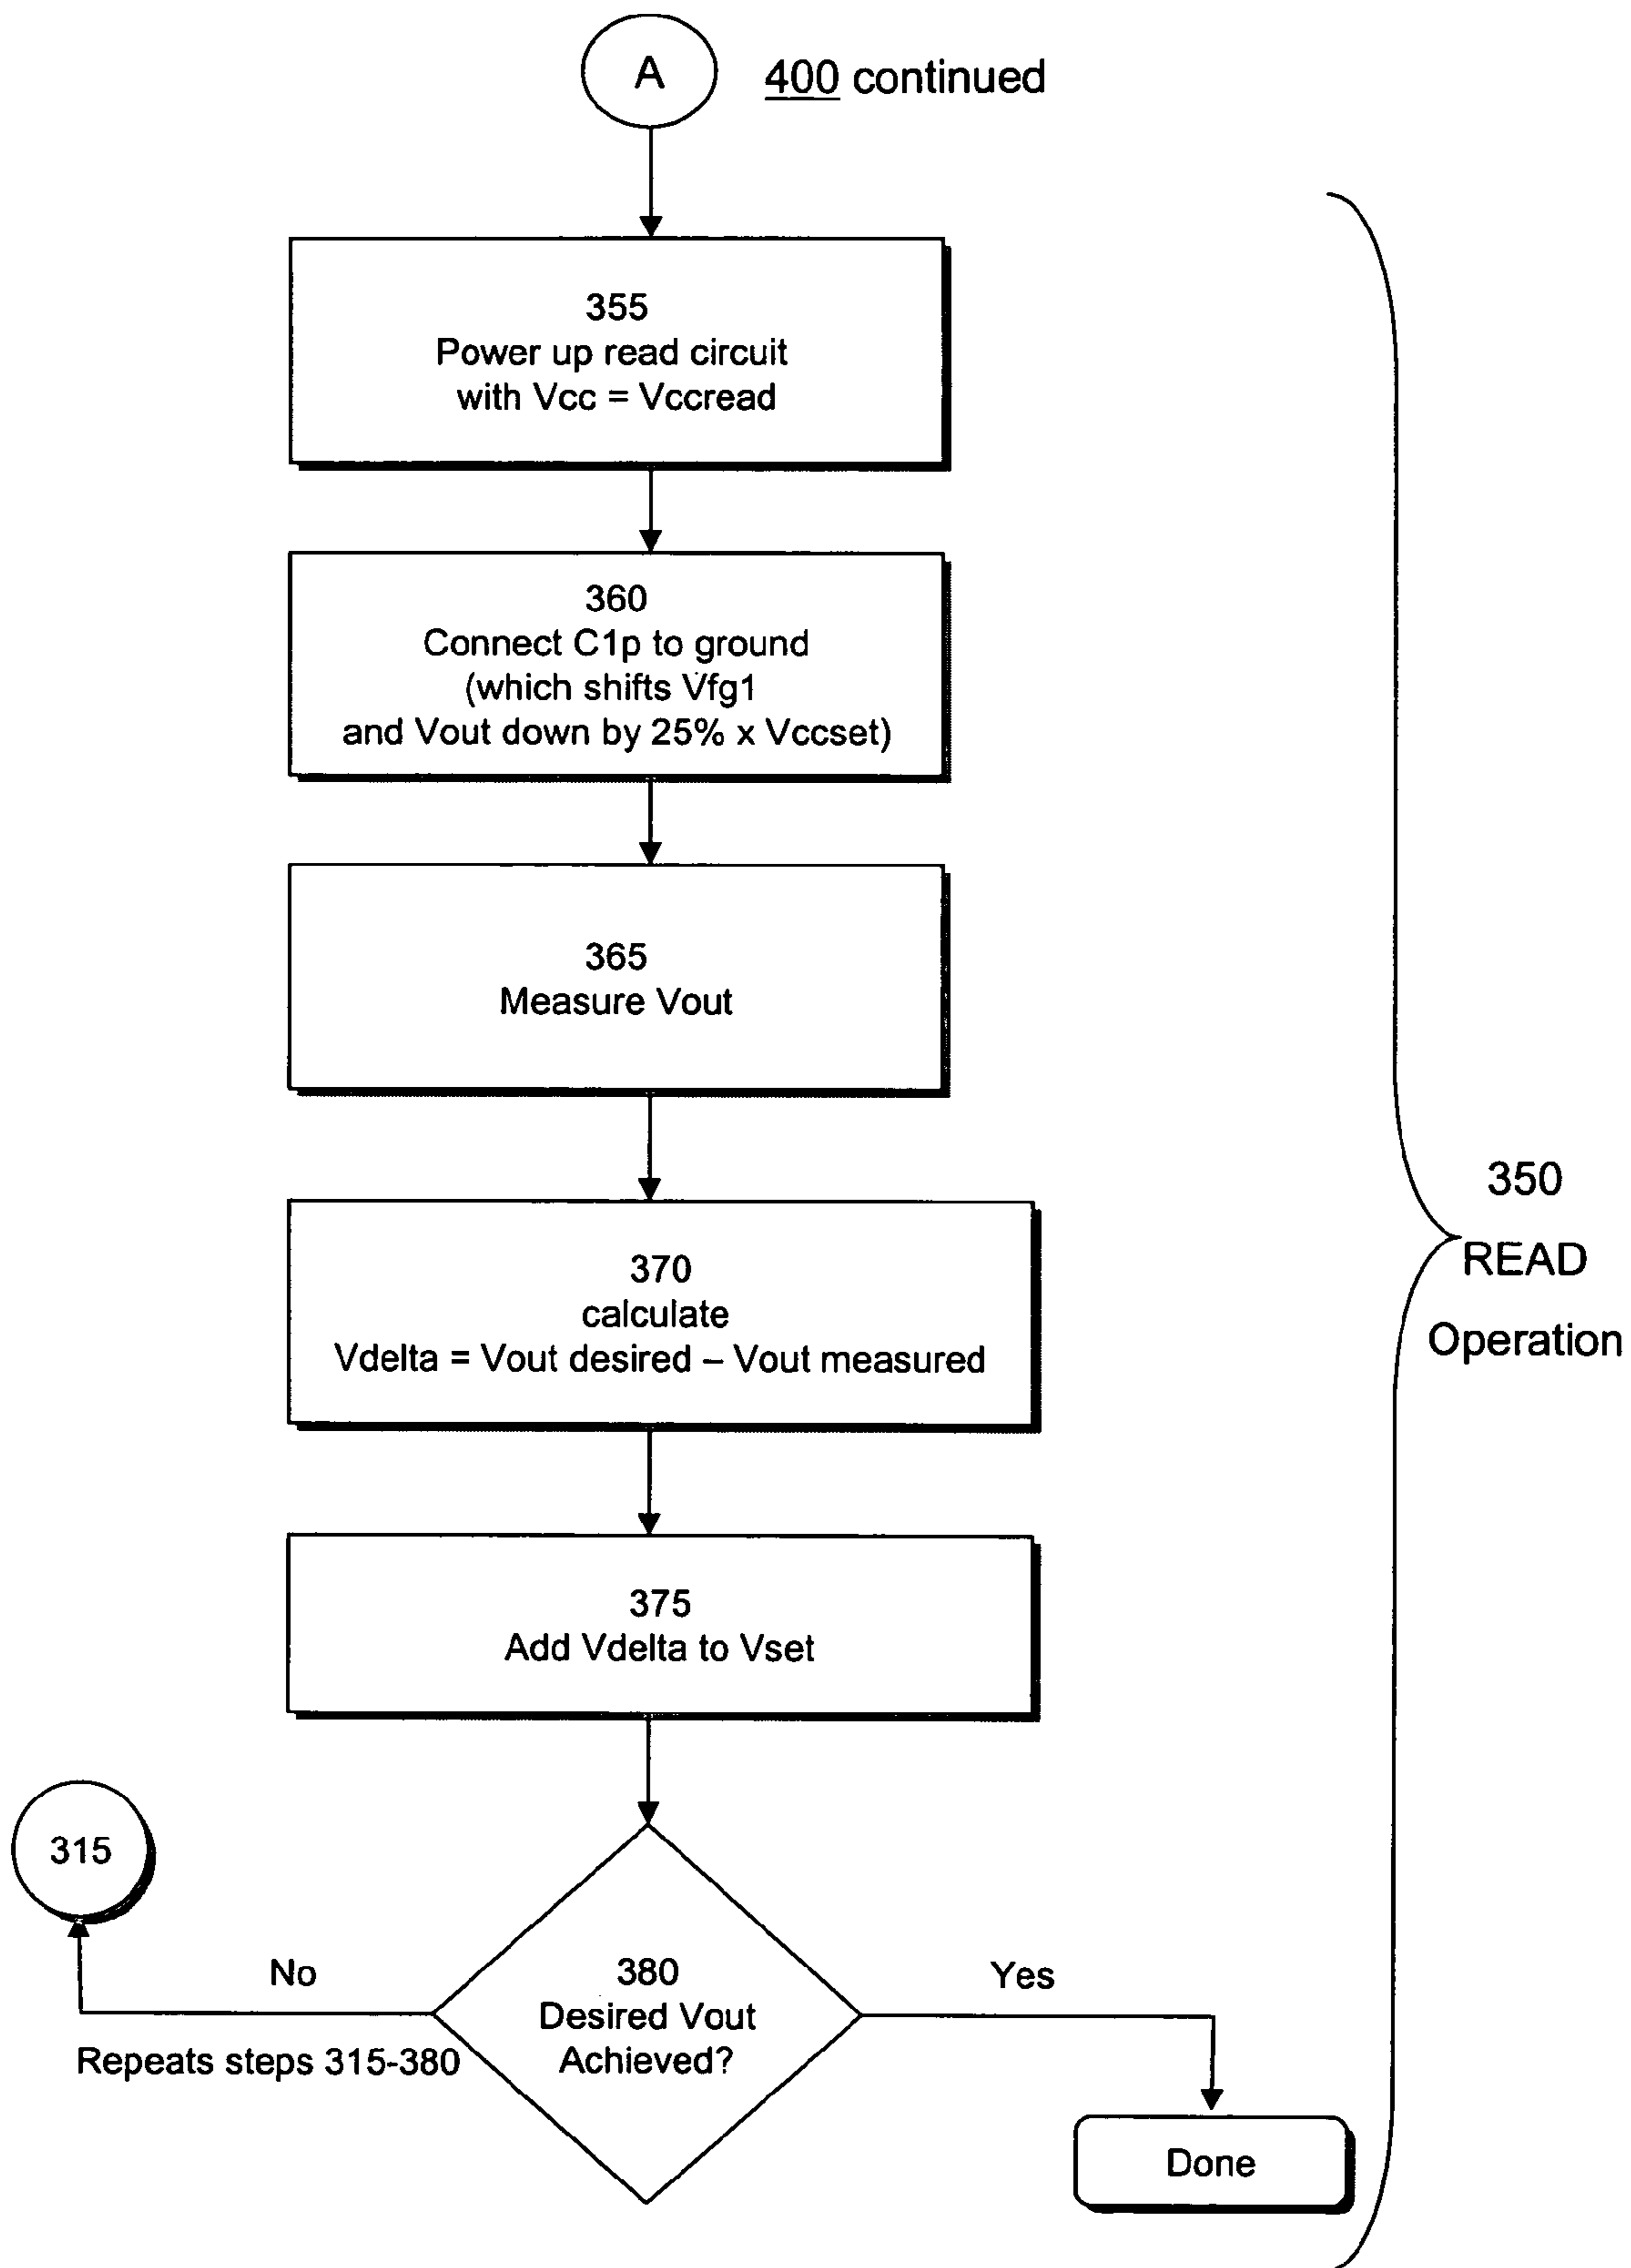 A
400 continued
355
Power up read circuit
with Vcc = Vccread
360
Connect C1p to ground
(which shifts Vfg1
and Vout down by 25% x Vccset)
365
Measure Vout
370
calculate
Vdelta = Vout desired – Vout measured
350
READ
Operation
375
Add Vdelta to Vset
315
No
Repeats steps 315-380
380
Desired Vout
Achieved?
Yes
Done